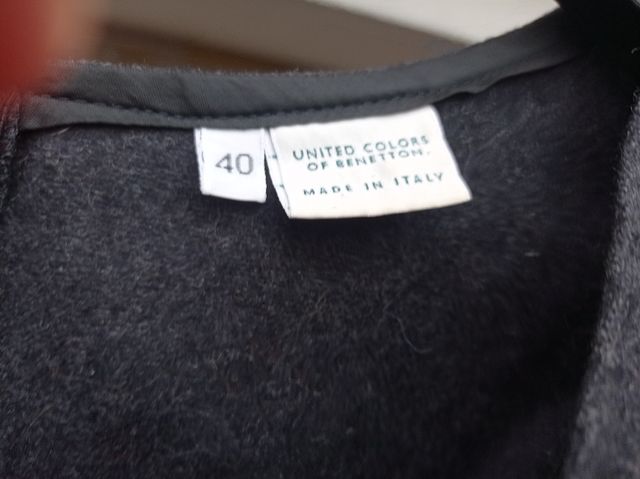 40
UNITED COLORS
OF BENETTON.
MADE IN ITALY